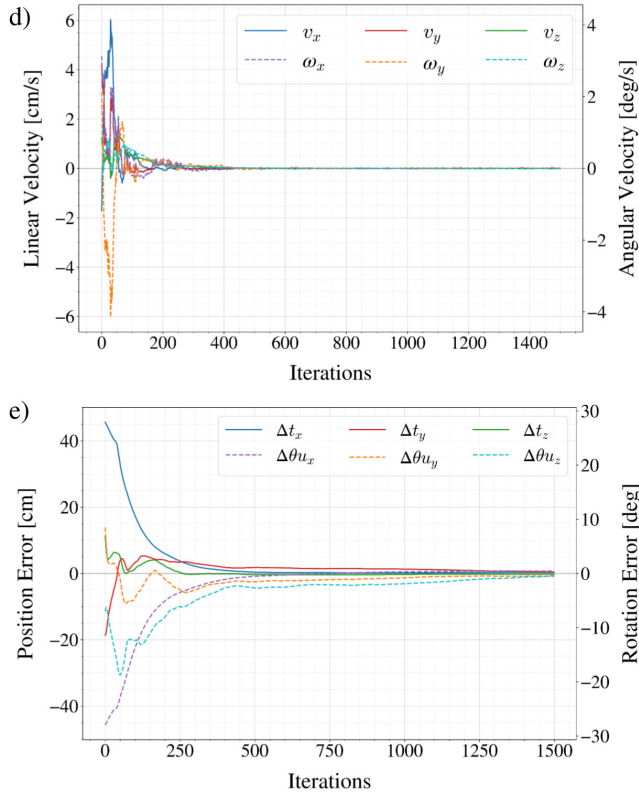 d)
Linear Velocity [cm/s]
6
4
2
0
−2
−4
−6
v_x
v_y
v_z
ω_x
ω_y
ω_z
4
2
0
−2
−4
Angular Velocity [deg/s]
0
200
400
600
800
1000
1200
1400
Iterations
e)
Position Error [cm]
40
20
0
−20
−40
Δt_x
Δt_y
Δt_z
Δθu_x
Δθu_y
Δθu_z
30
20
10
0
−10
−20
−30
Rotation Error [deg]
0
250
500
750
1000
1250
1500
Iterations